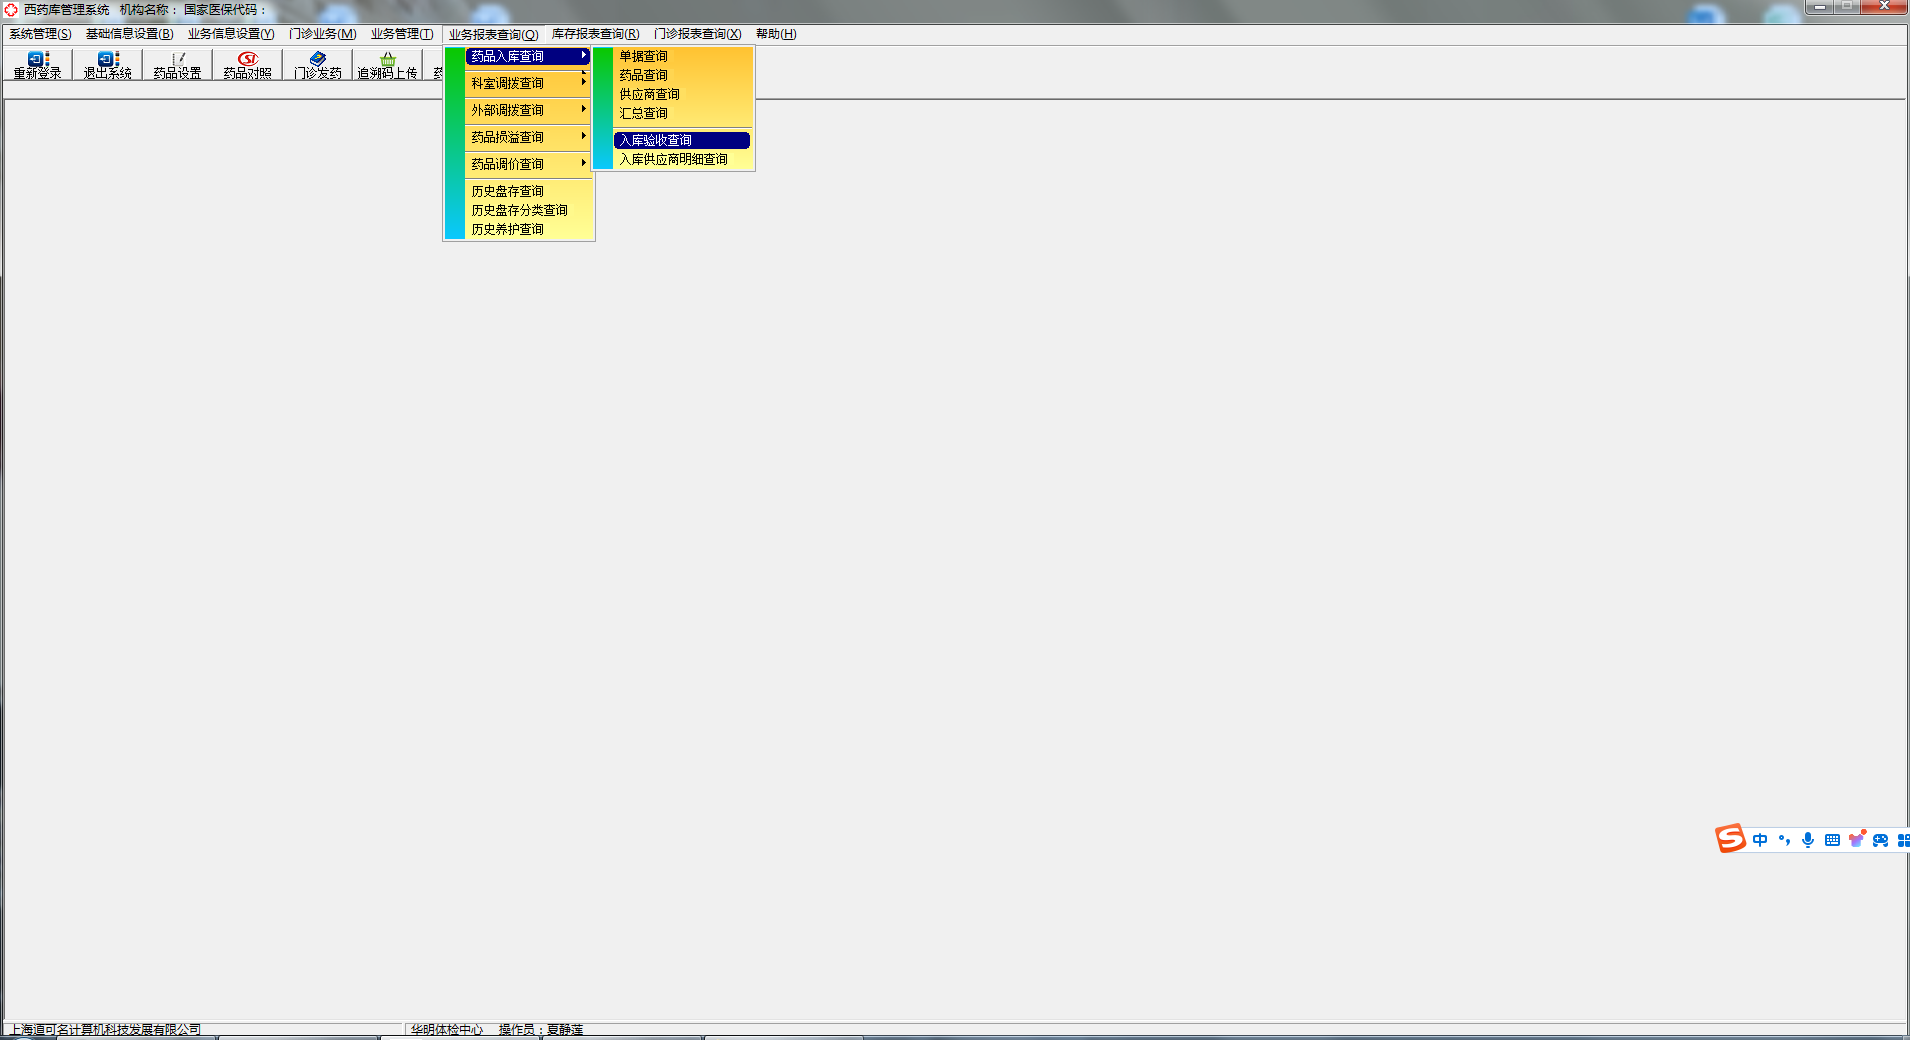 西药库管理系统 机构名称： 国家医保代码：
系统管理(S) 基础信息设置(B) 业务信息设置(Y) 门诊业务(M) 业务管理(T) 业务报表查询(Q) 库存报表查询(R) 门诊报表查询(X) 帮助(H)
重新登录 退出系统 药品设置 药品对照 门诊发药 追溯码上传
药品入库查询
科室调拨查询
外部调拨查询
药品损溢查询
药品调价查询
历史盘存查询
历史盘存分类查询
历史养护查询
单据查询
药品查询
供应商查询
汇总查询
入库验收查询
入库供应商明细查询
中
上海道可名计算机科技发展有限公司 华明体检中心 操作员：夏静莲